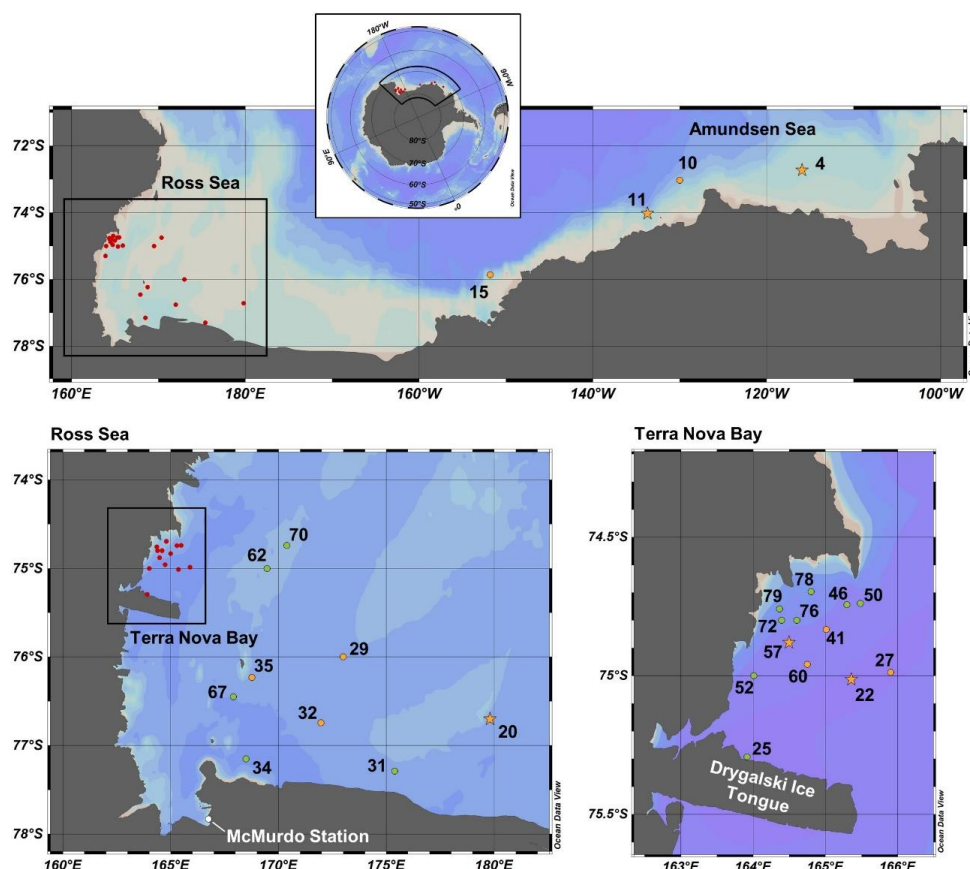 180°W
90°W
90°E
80°S
70°S
60°S
50°S
0°
Ocean Data View
72°S
74°S
76°S
78°S
Ross Sea
Amundsen Sea
10
4
11
15
160°E
180°E
160°W
140°W
120°W
100°W
Ross Sea
74°S
75°S
76°S
77°S
78°S
70
62
Terra Nova Bay
29
35
67
32
20
34
31
McMurdo Station
160°E
165°E
170°E
175°E
180°E
Ocean Data View
Terra Nova Bay
74.5°S
75°S
75.5°S
78
46
50
79
76
72
41
57
60
27
52
22
25
Drygalski Ice
Tongue
163°E
164°E
165°E
166°E
Ocean Data View